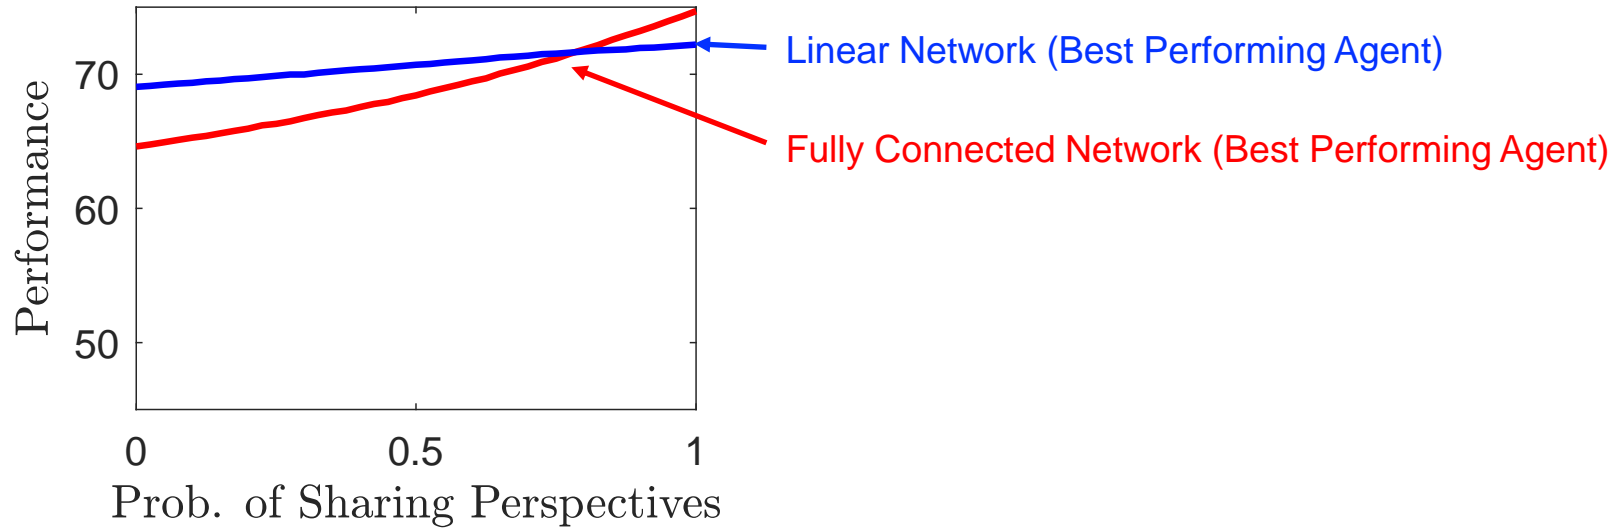 Performance
70
60
50
0
0.5
1
Prob. of Sharing Perspectives
Linear Network (Best Performing Agent)
Fully Connected Network (Best Performing Agent)